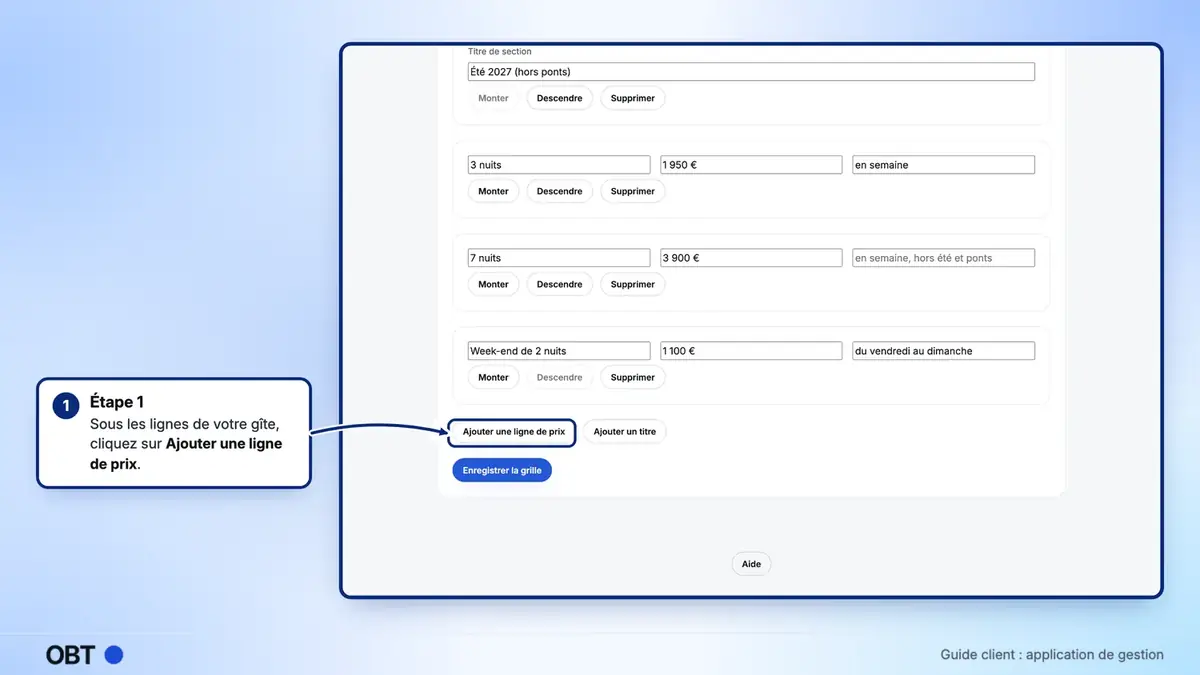 Titre de section
Été 2027 (hors ponts)
Monter Descendre Supprimer
3 nuits 1 950 € en semaine
Monter Descendre Supprimer
7 nuits 3 900 € en semaine, hors été et ponts
Monter Descendre Supprimer
Week-end de 2 nuits 1 100 € du vendredi au dimanche
Monter Descendre Supprimer
1 Étape 1
Sous les lignes de votre gîte,
cliquez sur Ajouter une ligne
de prix.
Ajouter une ligne de prix Ajouter un titre
Enregistrer la grille
Aide
OBT
Guide client : application de gestion